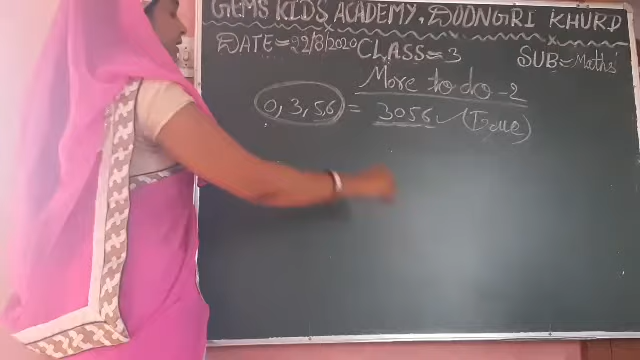 GEMS KIDS ACADEMY, DOONGRI KHURD
DATE=22/8/2020 CLASS=3 SUB=Maths
More to do-2
0, 3, 5, 6 = 3056 ✓ (True)